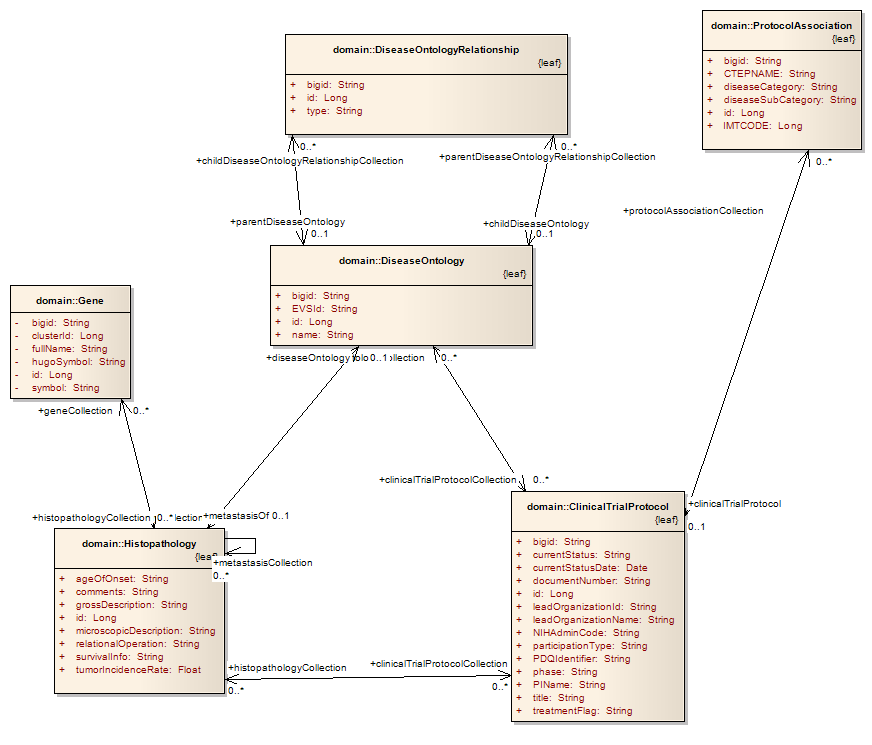 domain::DiseaseOntologyRelationship
{leaf}
+ bigid: String
+ id: Long
+ type: String
domain::ProtocolAssociation
{leaf}
+ bigid: String
+ CTEPNAME: String
+ diseaseCategory: String
+ diseaseSubCategory: String
+ id: Long
+ IMTCODE: Long
0..*
+childDiseaseOntologyRelationshipCollection
0..*
+parentDiseaseOntologyRelationshipCollection
0..*
+protocolAssociationCollection
+parentDiseaseOntology
0..1
+childDiseaseOntology
0..1
domain::DiseaseOntology
{leaf}
+ bigid: String
+ EVSId: String
+ id: Long
+ name: String
domain::Gene
- bigid: String
- clusterId: Long
- fullName: String
- hugoSymbol: String
- id: Long
- symbol: String
+diseaseOntology
0..1
0..*
+geneCollection
0..*
+clinicalTrialProtocolCollection
0..*
+histopathologyCollection
0..*
+metastasisOf 0..1
+clinicalTrialProtocol
0..1
domain::Histopathology
+metastasisCollection
0..*
+ ageOfOnset: String
+ comments: String
+ grossDescription: String
+ id: Long
+ microscopicDescription: String
+ relationalOperation: String
+ survivalInfo: String
+ tumorIncidenceRate: Float
domain::ClinicalTrialProtocol
{leaf}
+ bigid: String
+ currentStatus: String
+ currentStatusDate: Date
+ documentNumber: String
+ id: Long
+ leadOrganizationId: String
+ leadOrganizationName: String
+ NIHAdminCode: String
+ participationType: String
+ PDQIdentifier: String
+ phase: String
+ PIName: String
+ title: String
+ treatmentFlag: String
+histopathologyCollection
0..*
+clinicalTrialProtocolCollection
0..*